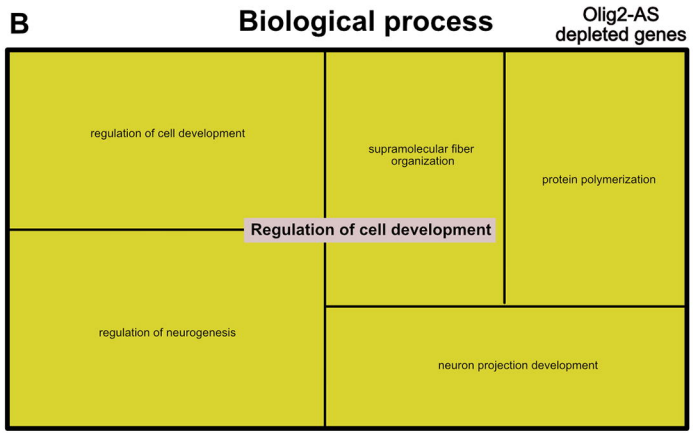 B
Biological process
Olig2-AS
depleted genes
regulation of cell development
supramolecular fiber
organization
protein polymerization
Regulation of cell development
regulation of neurogenesis
neuron projection development